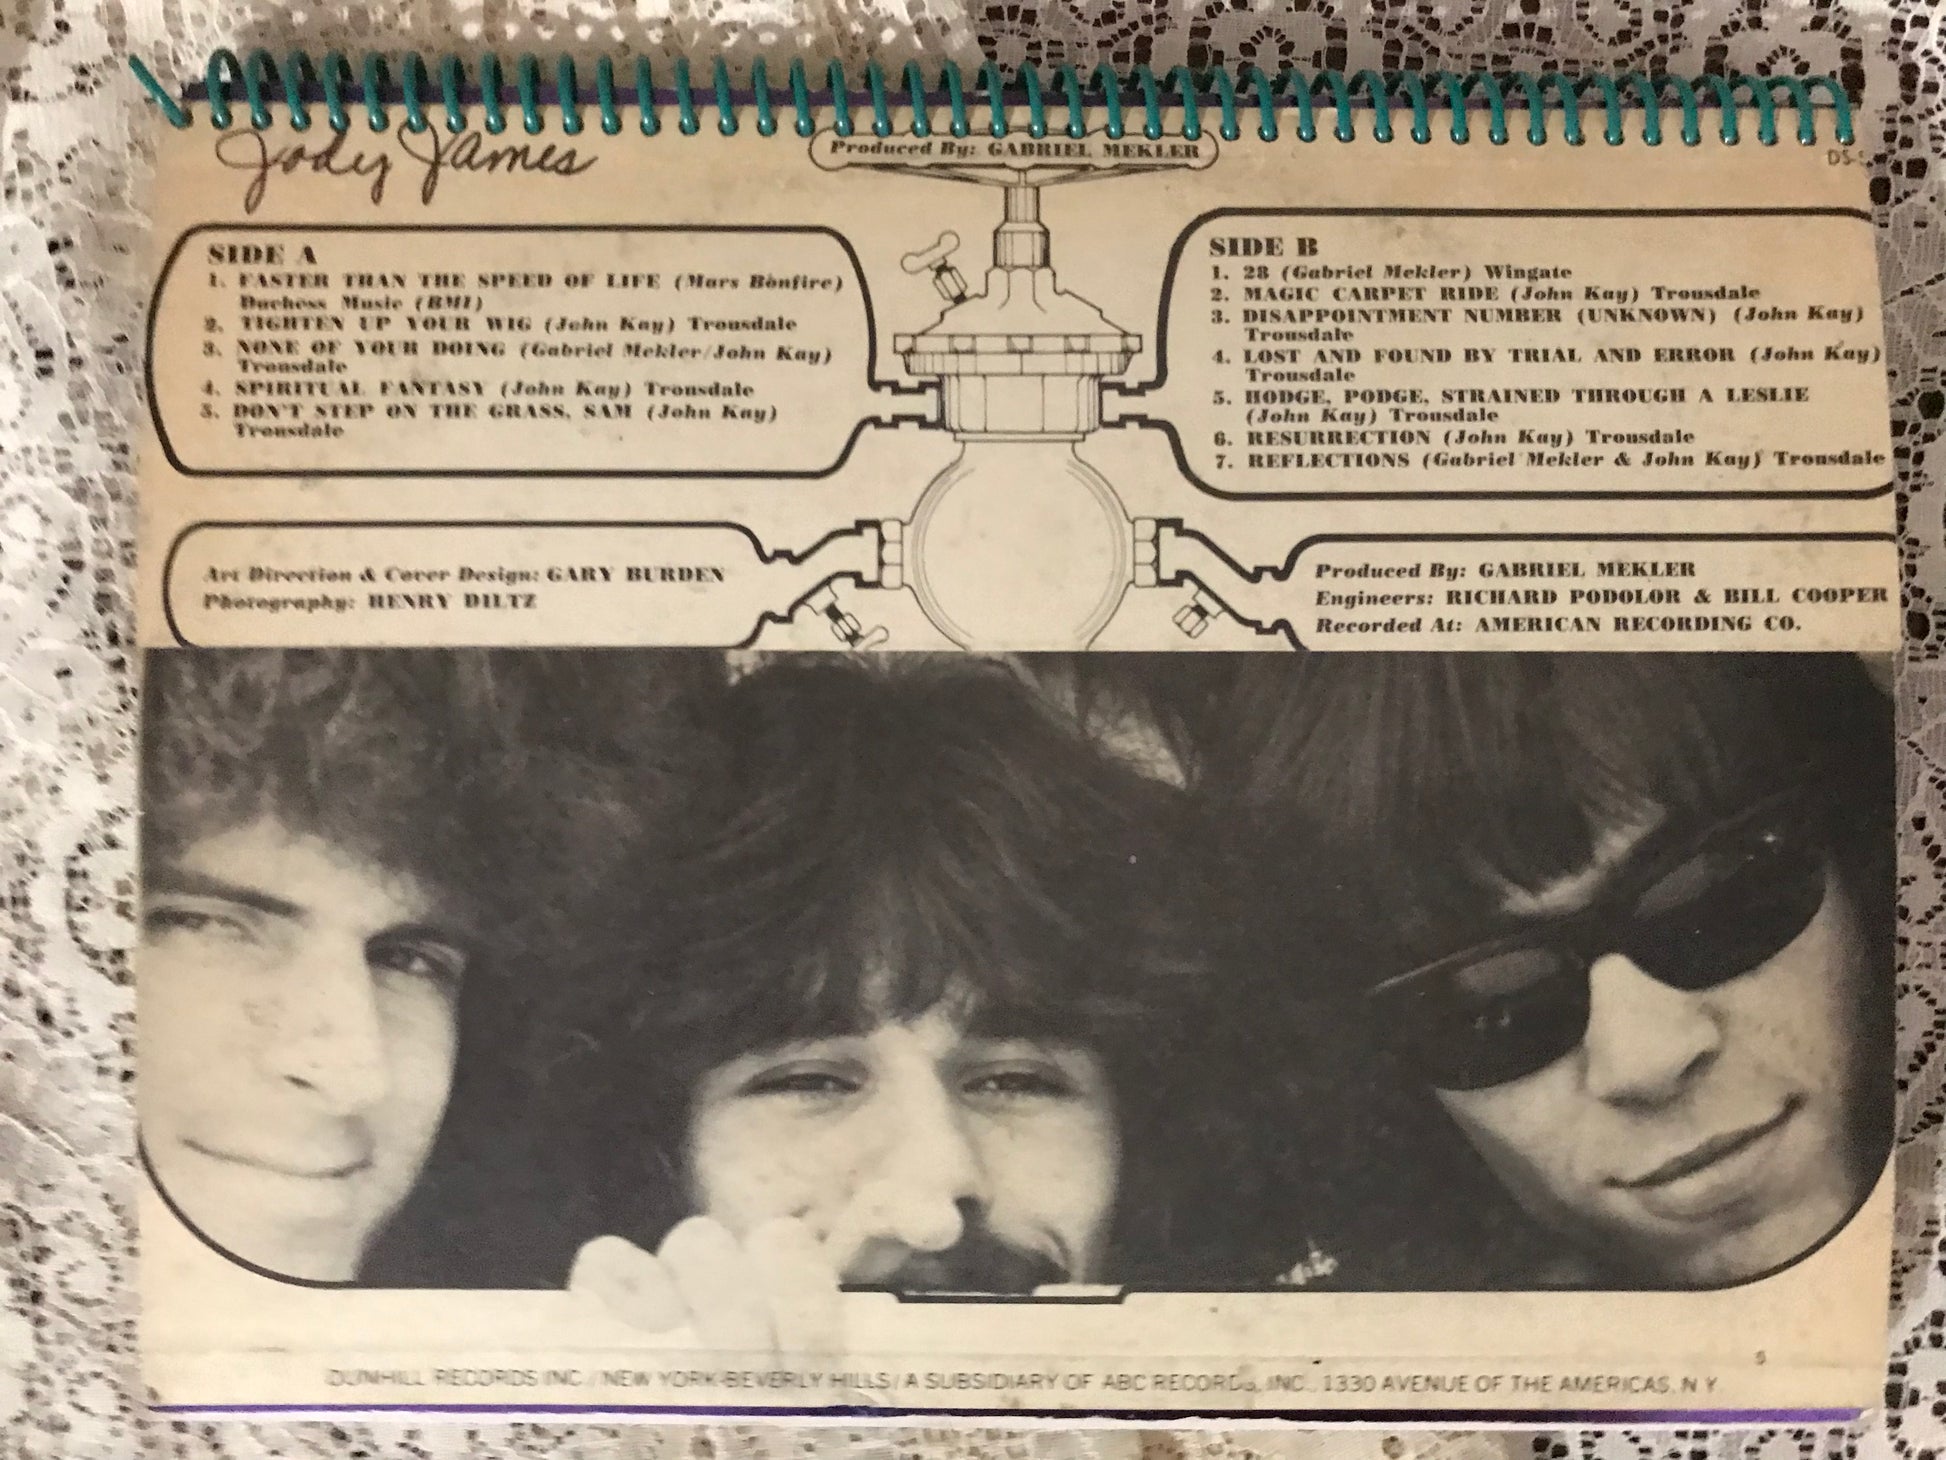 Jody James
Produced By: GABRIEL MEKLER
DS-
SIDE A
1. FASTER THAN THE SPEED OF LIFE (Mars Bonfire)
Duchess Music (BMI)
2. TIGHTEN UP YOUR WIG (John Kay) Trousdale
3. NONE OF YOUR DOING (Gabriel Mekler/John Kay)
Trousdale
4. SPIRITUAL FANTASY (John Kay) Trousdale
5. DON'T STEP ON THE GRASS, SAM (John Kay)
Trousdale
SIDE B
1. 28 (Gabriel Mekler) Wingate
2. MAGIC CARPET RIDE (John Kay) Trousdale
3. DISAPPOINTMENT NUMBER (UNKNOWN) (John Kay)
Trousdale
4. LOST AND FOUND BY TRIAL AND ERROR (John Kay)
Trousdale
5. HODGE, PODGE, STRAINED THROUGH A LESLIE
(John Kay) Trousdale
6. RESURRECTION (John Kay) Trousdale
7. REFLECTIONS (Gabriel Mekler & John Kay) Trousdale
Art Direction & Cover Design: GARY BURDEN
Photography: HENRY DILTZ
Produced By: GABRIEL MEKLER
Engineers: RICHARD PODOLOR & BILL COOPER
Recorded At: AMERICAN RECORDING CO.
5
DUNHILL RECORDS INC. / NEW YORK-BEVERLY HILLS / A SUBSIDIARY OF ABC RECORDS, INC., 1330 AVENUE OF THE AMERICAS, N.Y.